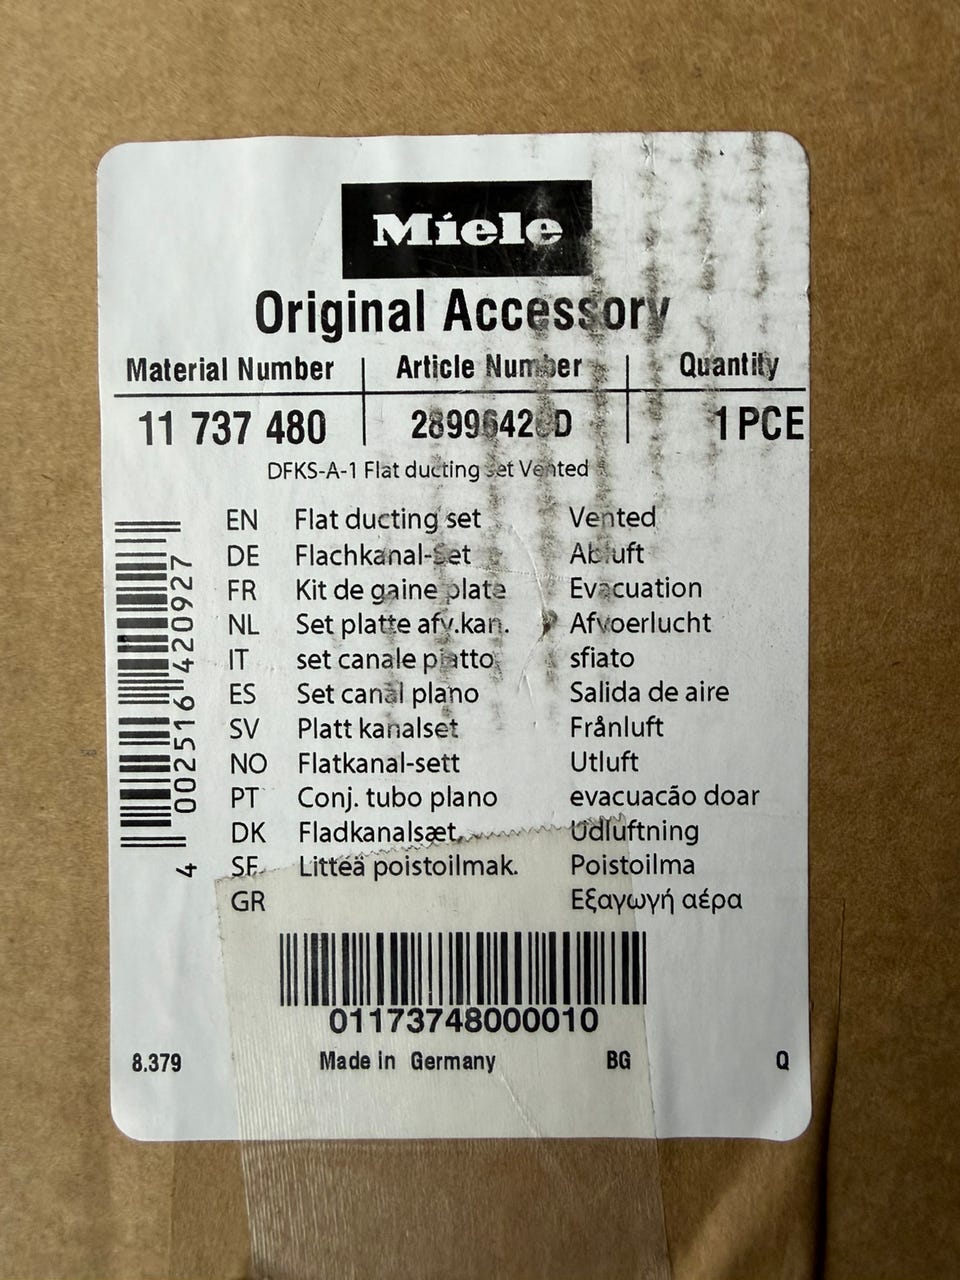 Miele
Original Accessory
Material Number Article Number Quantity
11 737 480 1 PCE
DFKS-A-1 Flat ducting set Vented
EN Flat ducting set Vented
DE Flachkanal-Set Abluft
FR Kit de gaine plate Evacuation
NL Set platte afv.kan. Afvoerlucht
IT set canale piatto sfiato
ES Set canal plano Salida de aire
SV Platt kanalset Frånluft
NO Flatkanal-sett Utluft
PT Conj. tubo plano evacuacão doar
DK Fladkanalsæt. Udluftning
SF Littéä poistoilmak. Poistoilma
GR Εξαγωγή αέρα
4 002516 420927
01173748000010
8.379 Made in Germany BG Q